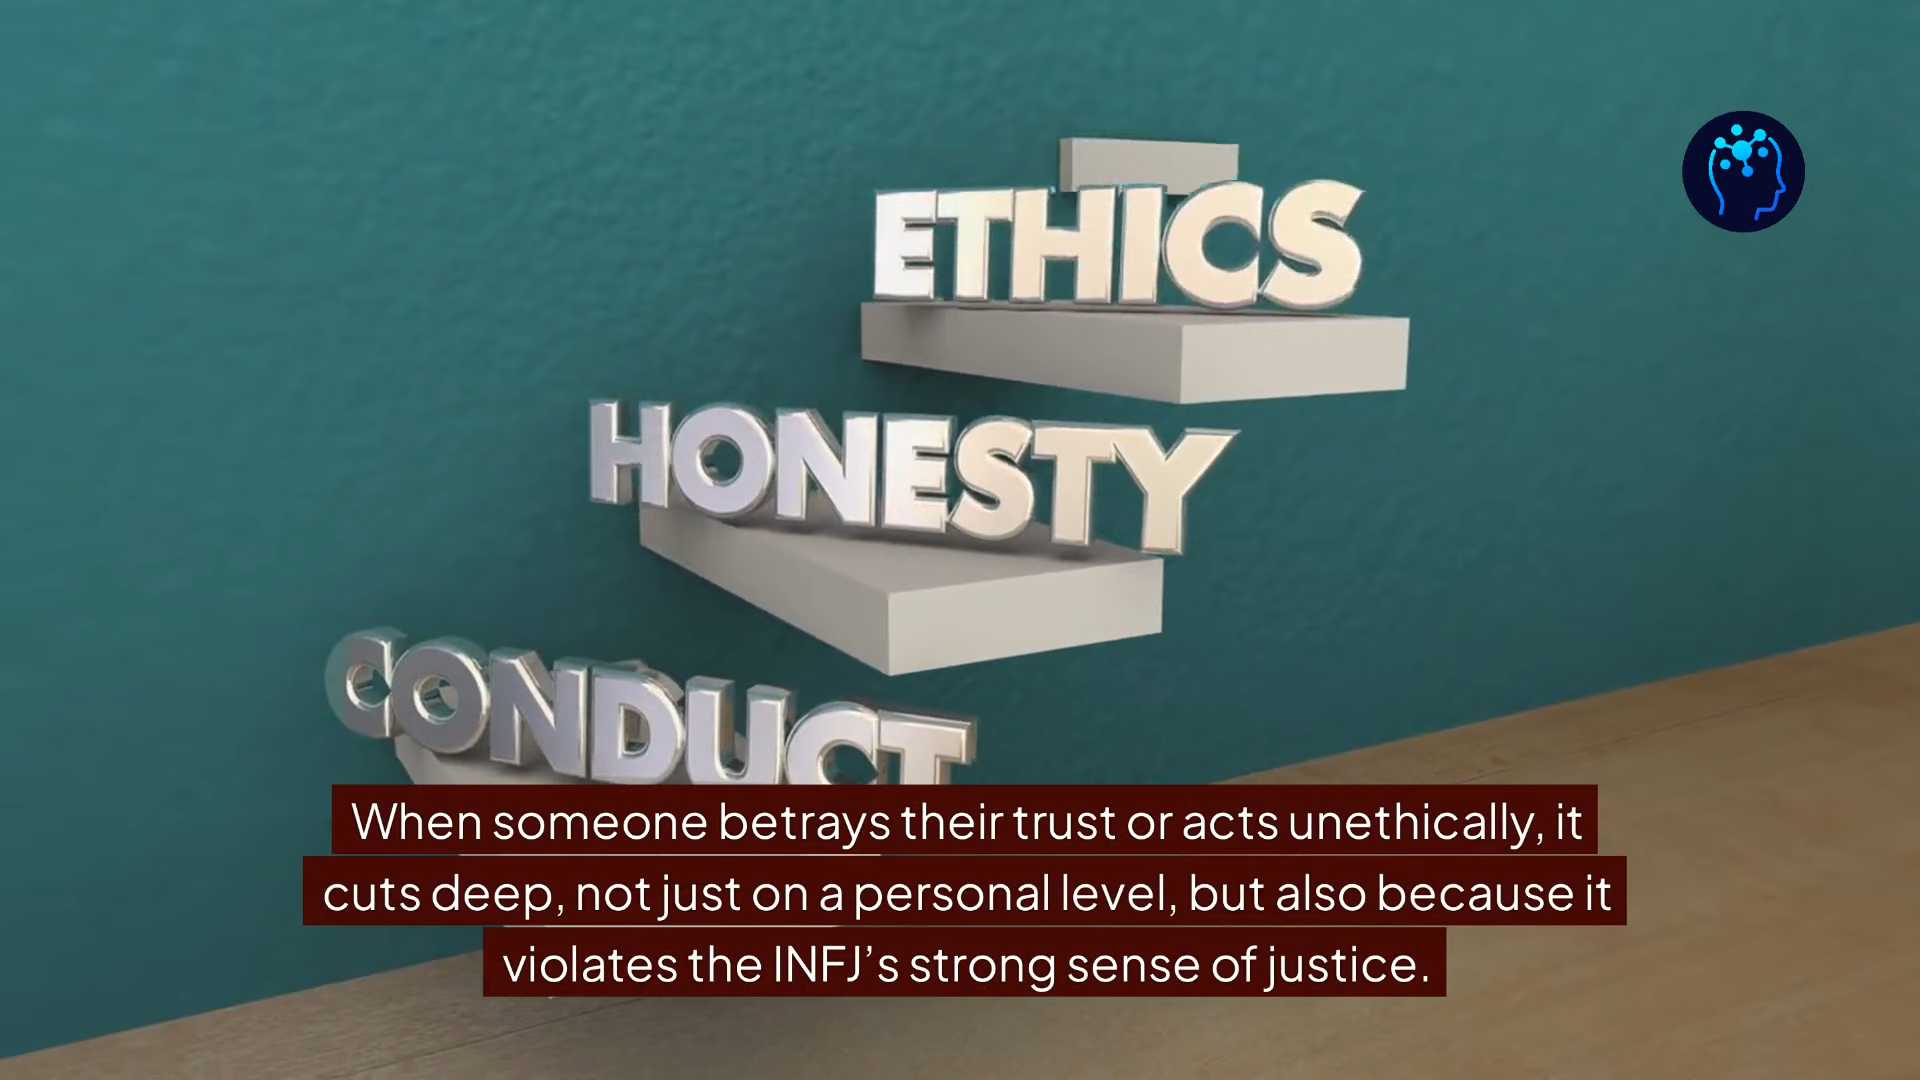 ETHICS
HONESTY
CONDUCT
When someone betrays their trust or acts unethically, it
cuts deep, not just on a personal level, but also because it
violates the INFJ’s strong sense of justice.